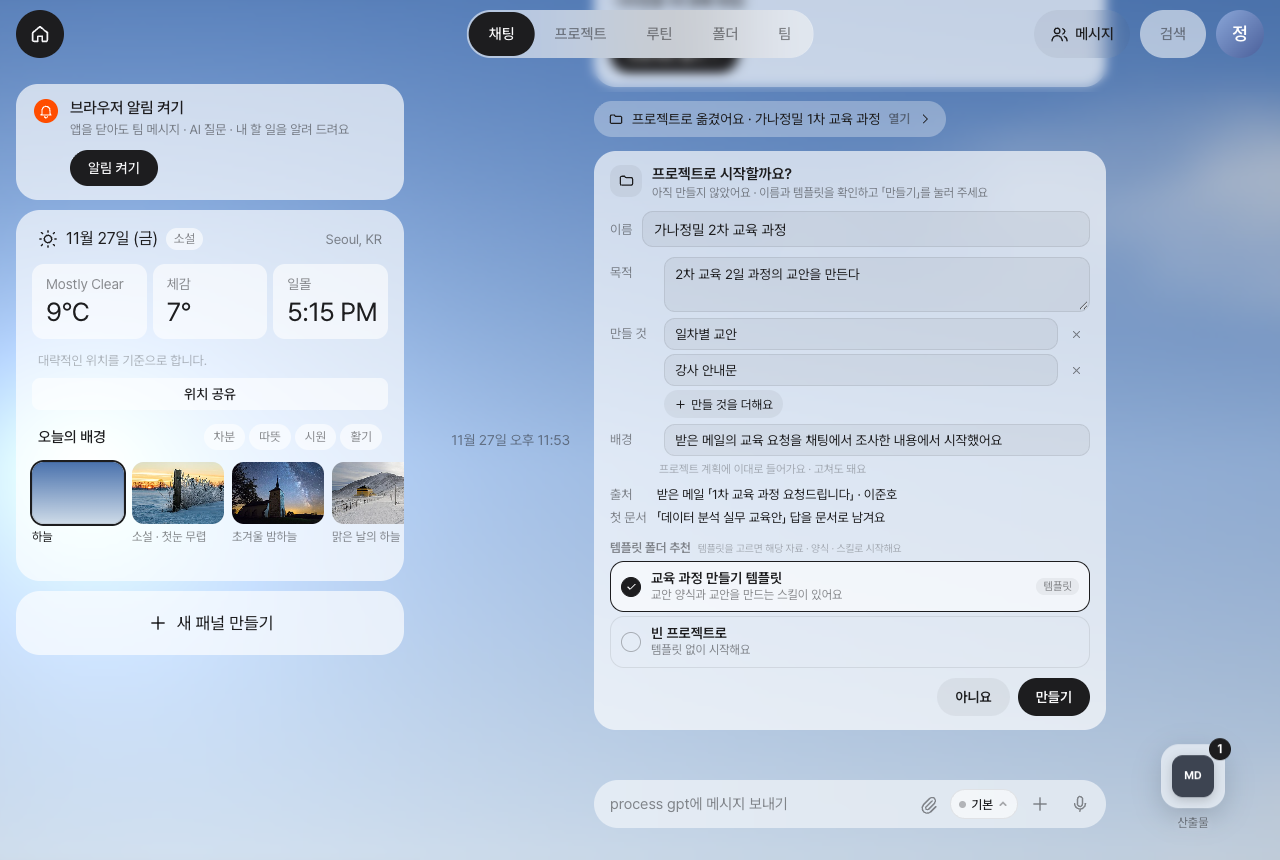 채팅
프로젝트
루틴
폴더
팀
메시지
검색
정
브라우저 알림 켜기
앱을 닫아도 팀 메시지 · AI 질문 · 내 할 일을 알려 드려요
알림 켜기
11월 27일 (금)
소설
Seoul, KR
Mostly Clear
9°C
체감
7°
일몰
5:15 PM
대략적인 위치를 기준으로 합니다.
위치 공유
오늘의 배경
차분
따뜻
시원
활기
하늘
소설 · 첫눈 무렵
초겨울 밤하늘
맑은 날의 하늘
새 패널 만들기
11월 27일 오후 11:53
프로젝트로 옮겼어요 · 가나정밀 1차 교육 과정 열기
프로젝트로 시작할까요?
아직 만들지 않았어요 · 이름과 템플릿을 확인하고 「만들기」를 눌러 주세요
이름
가나정밀 2차 교육 과정
목적
2차 교육 2일 과정의 교안을 만든다
만들 것
일차별 교안
강사 안내문
만들 것을 더해요
배경
받은 메일의 교육 요청을 채팅에서 조사한 내용에서 시작했어요
프로젝트 계획에 이대로 들어가요 · 고쳐도 돼요
출처
받은 메일 「1차 교육 과정 요청드립니다」 · 이준호
첫 문서
「데이터 분석 실무 교육안」 답을 문서로 남겨요
템플릿 폴더 추천 템플릿을 고르면 해당 자료 · 양식 · 스킬로 시작해요
교육 과정 만들기 템플릿
교안 양식과 교안을 만드는 스킬이 있어요
템플릿
빈 프로젝트로
템플릿 없이 시작해요
아니요
만들기
process gpt에 메시지 보내기
기본
MD
1
산출물